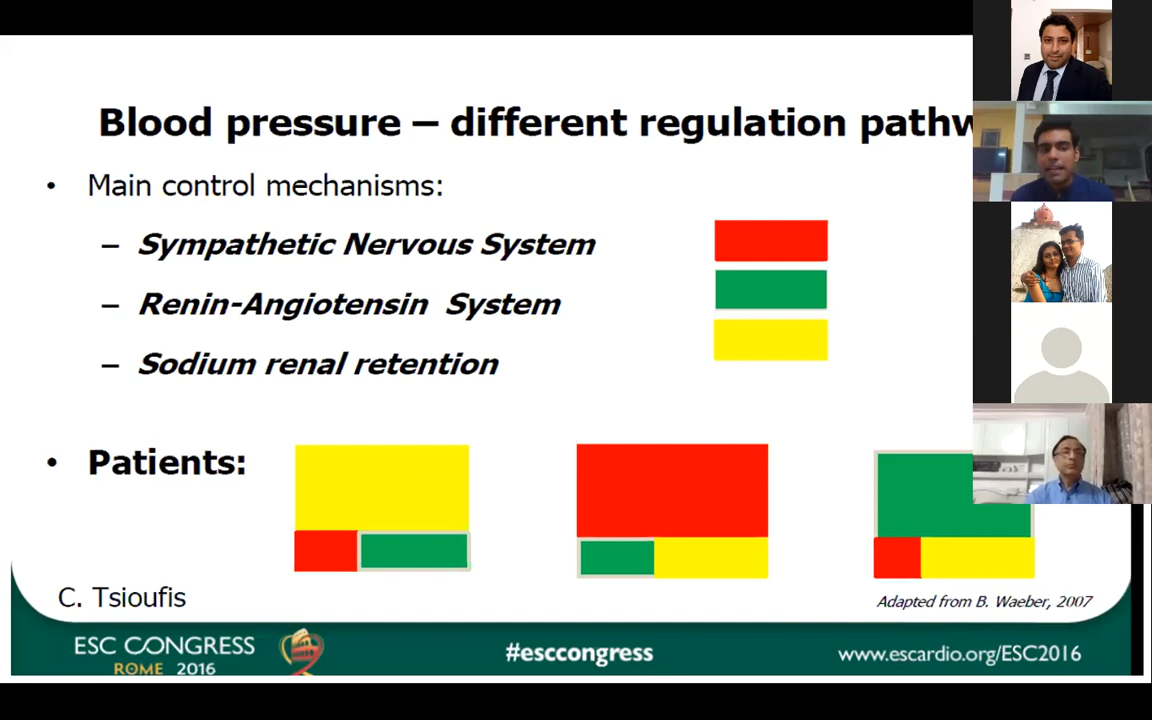 Blood pressure – different regulation
• Main control mechanisms:
– Sympathetic Nervous System
– Renin-Angiotensin System
– Sodium renal retention
• Patients:
C. Tsioufis
Adapted from B. Waeber, 2007
ESC CONGRESS
ROME 2016
#esccongress
www.escardio.org/ESC2016